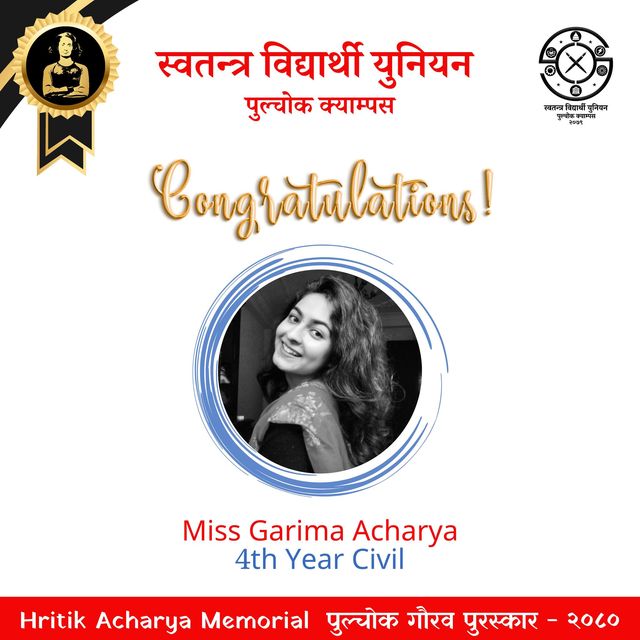 स्वतन्त्र विद्यार्थी युनियन
पुल्चोक क्याम्पस
स्वतन्त्र विद्यार्थी युनियन
पुल्चोक क्याम्पस
२०७९
Congratulations!
Miss Garima Acharya
4th Year Civil
Hritik Acharya Memorial पुल्चोक गौरव पुरस्कार - २०८०